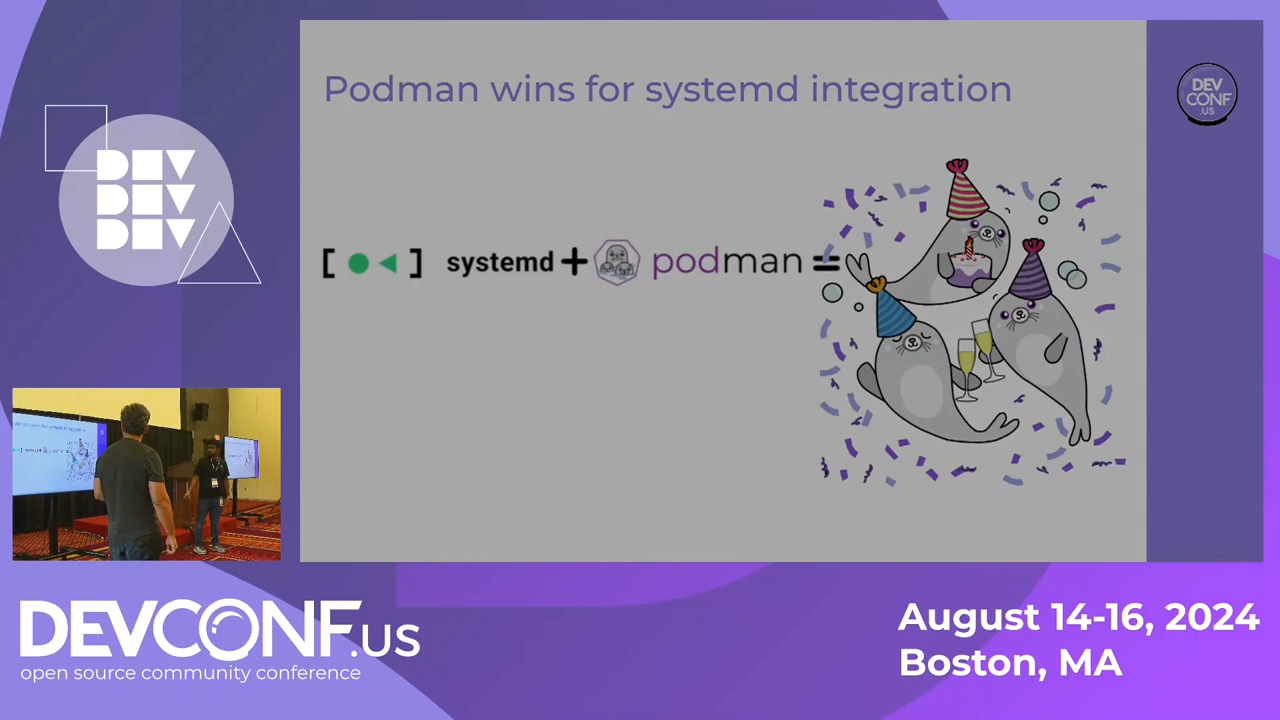 Podman wins for systemd integration
DEV
CONF
.US
DEV
DEV
DEV
[ ● ◀ ] systemd + podman =
DEVCONF.US
open source community conference
August 14-16, 2024
Boston, MA